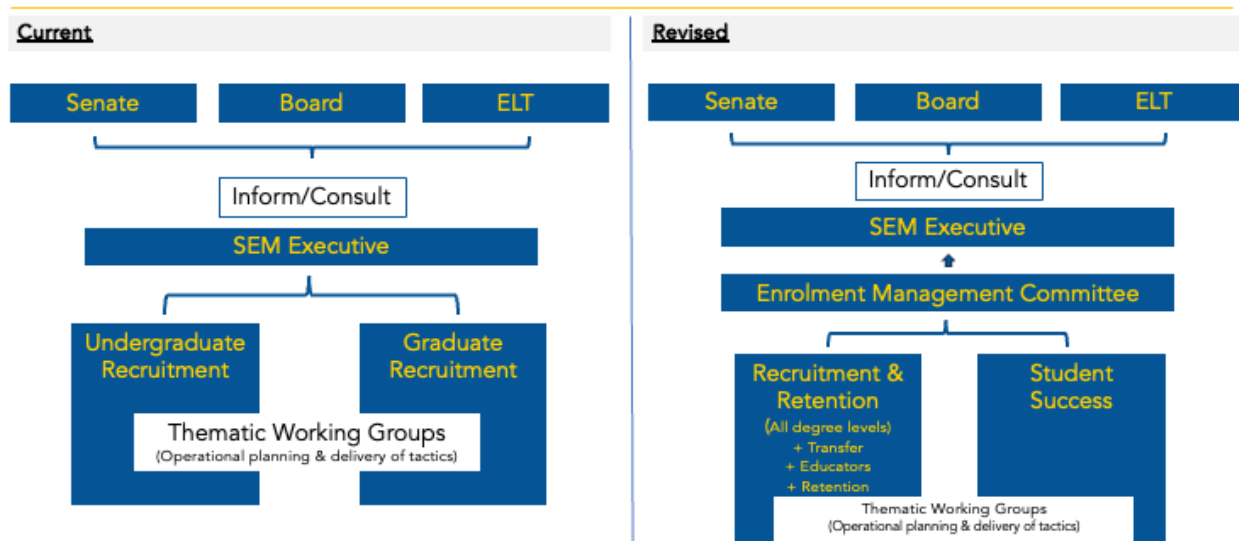 Current
Senate
Board
ELT
Inform/Consult
SEM Executive
Undergraduate
Recruitment
Graduate
Recruitment
Thematic Working Groups
(Operational planning & delivery of tactics)
Revised
Senate
Board
ELT
Inform/Consult
SEM Executive
Enrolment Management Committee
Recruitment &
Retention
(All degree levels)
+ Transfer
+ Educators
+ Retention
Student
Success
Thematic Working Groups
(Operational planning & delivery of tactics)